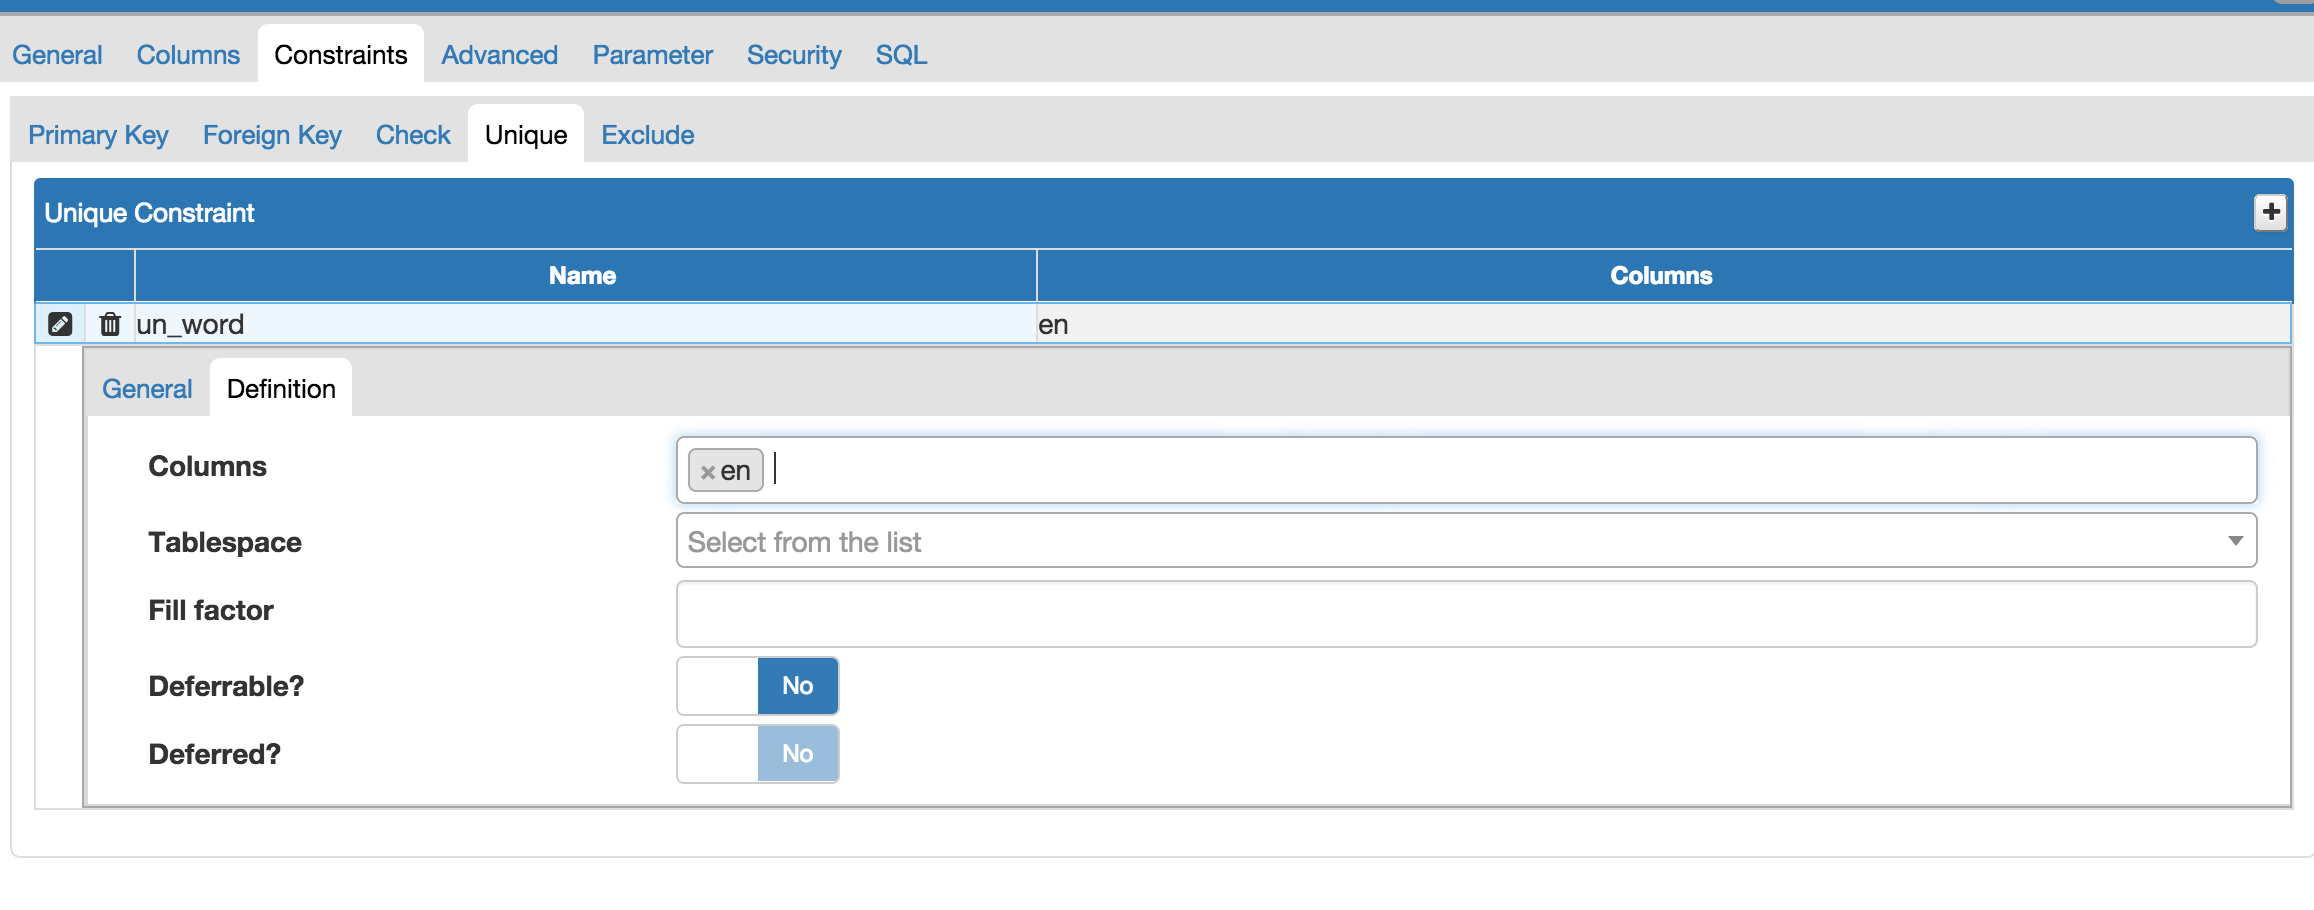 General Columns Constraints Advanced Parameter Security SQL
Primary Key Foreign Key Check Unique Exclude
Unique Constraint
Name Columns
un_word en
General Definition
Columns × en
Tablespace Select from the list
Fill factor
Deferrable? No
Deferred? No